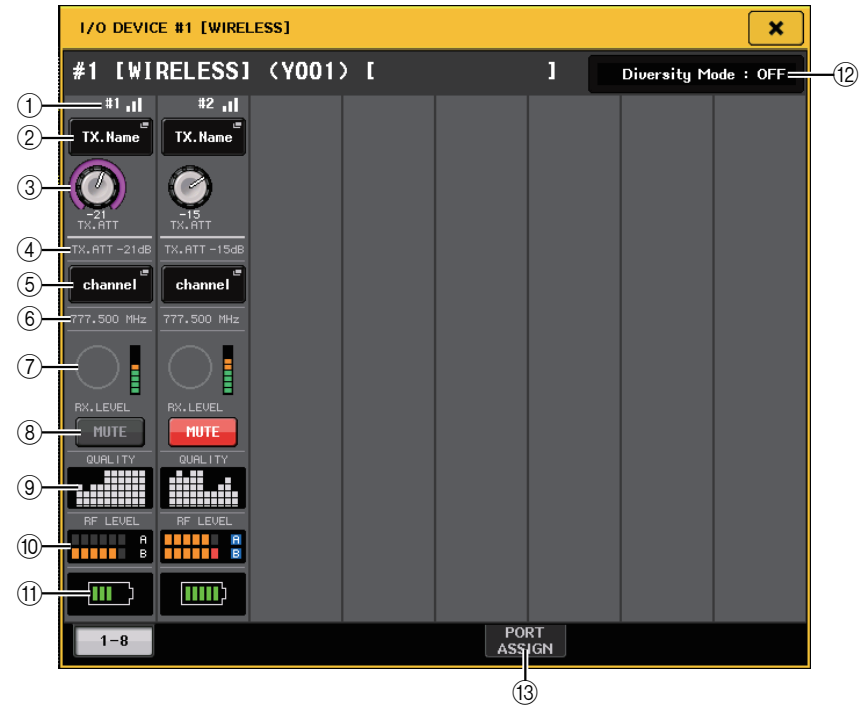 I/O DEVICE #1 [WIRELESS]
#1 [WIRELESS] (Y001) [ ] Diversity Mode : OFF ⑫
① #1 #2
② TX.Name TX.Name
③
-21 -15
TX.ATT TX.ATT
④ TX.ATT -21dB TX.ATT -15dB
⑤ channel channel
⑥ 777.500 MHz 777.500 MHz
⑦
RX.LEVEL RX.LEVEL
⑧ MUTE MUTE
QUALITY QUALITY
⑨
RF LEVEL RF LEVEL
⑩ A A
B B
⑪
1-8 PORT
ASSIGN
⑬